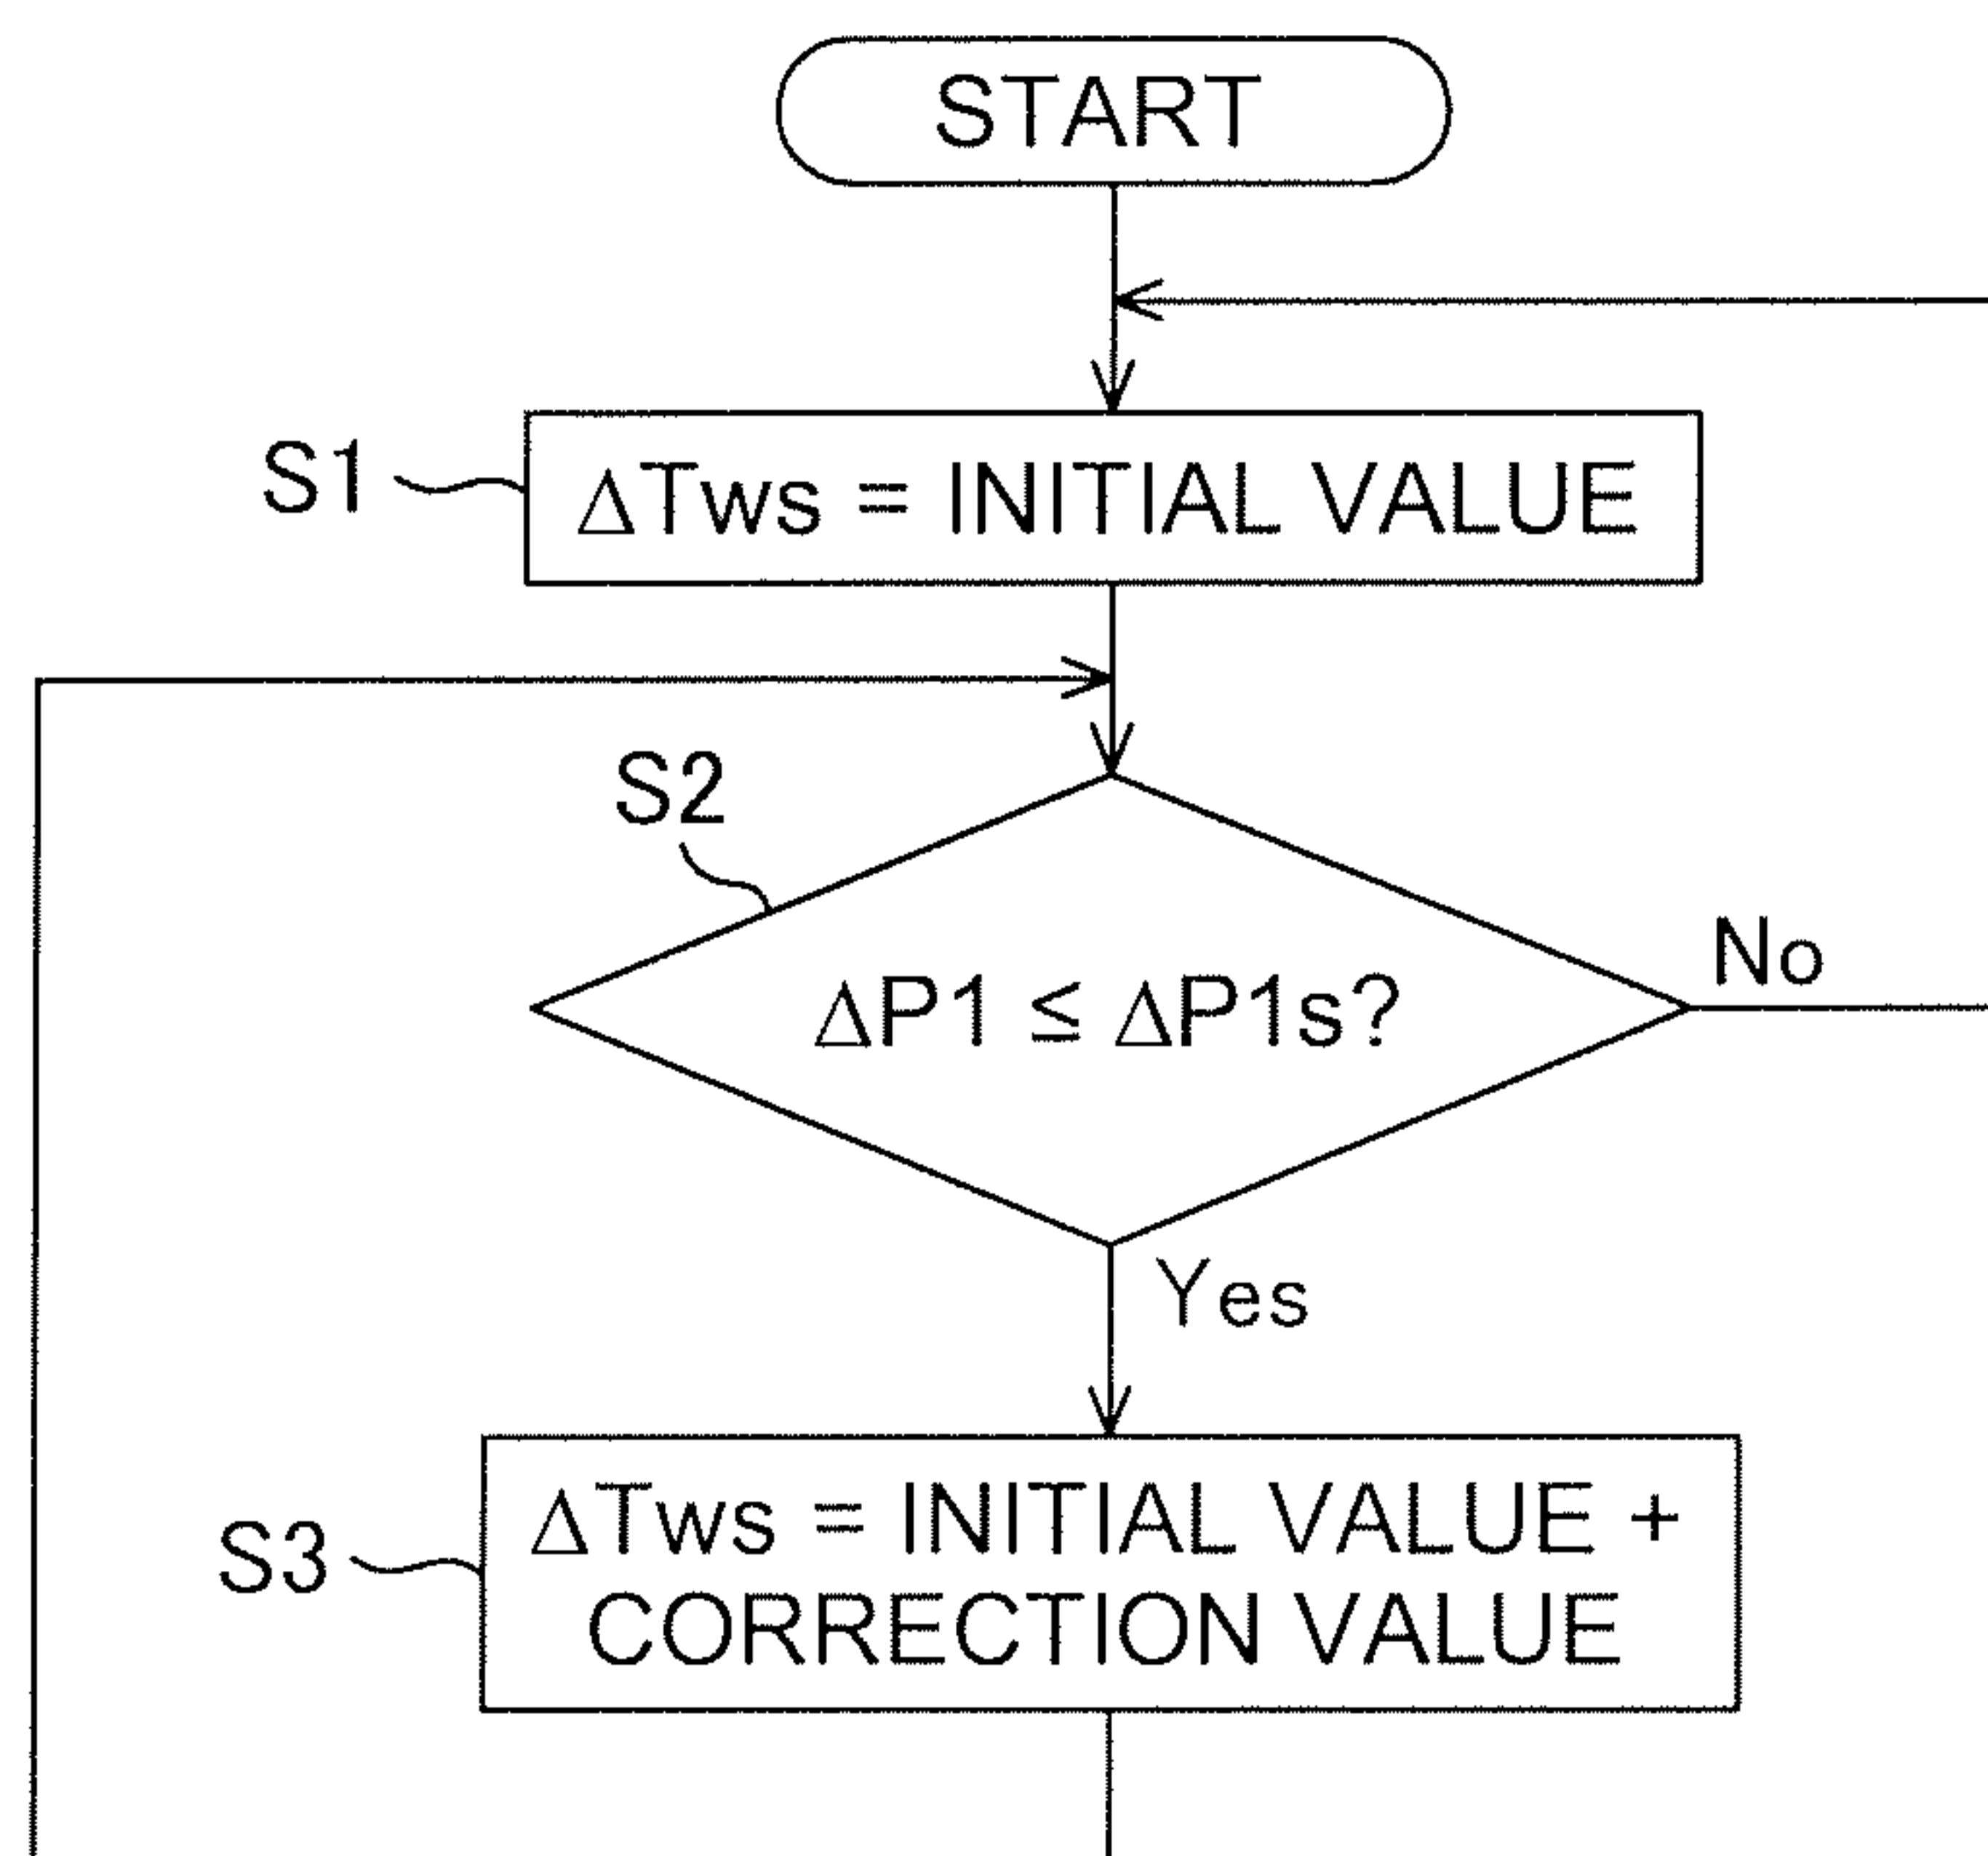 START
S1
ΔTws = INITIAL VALUE
S2
ΔP1 ≤ ΔP1s?
No
Yes
S3
ΔTws = INITIAL VALUE +
CORRECTION VALUE